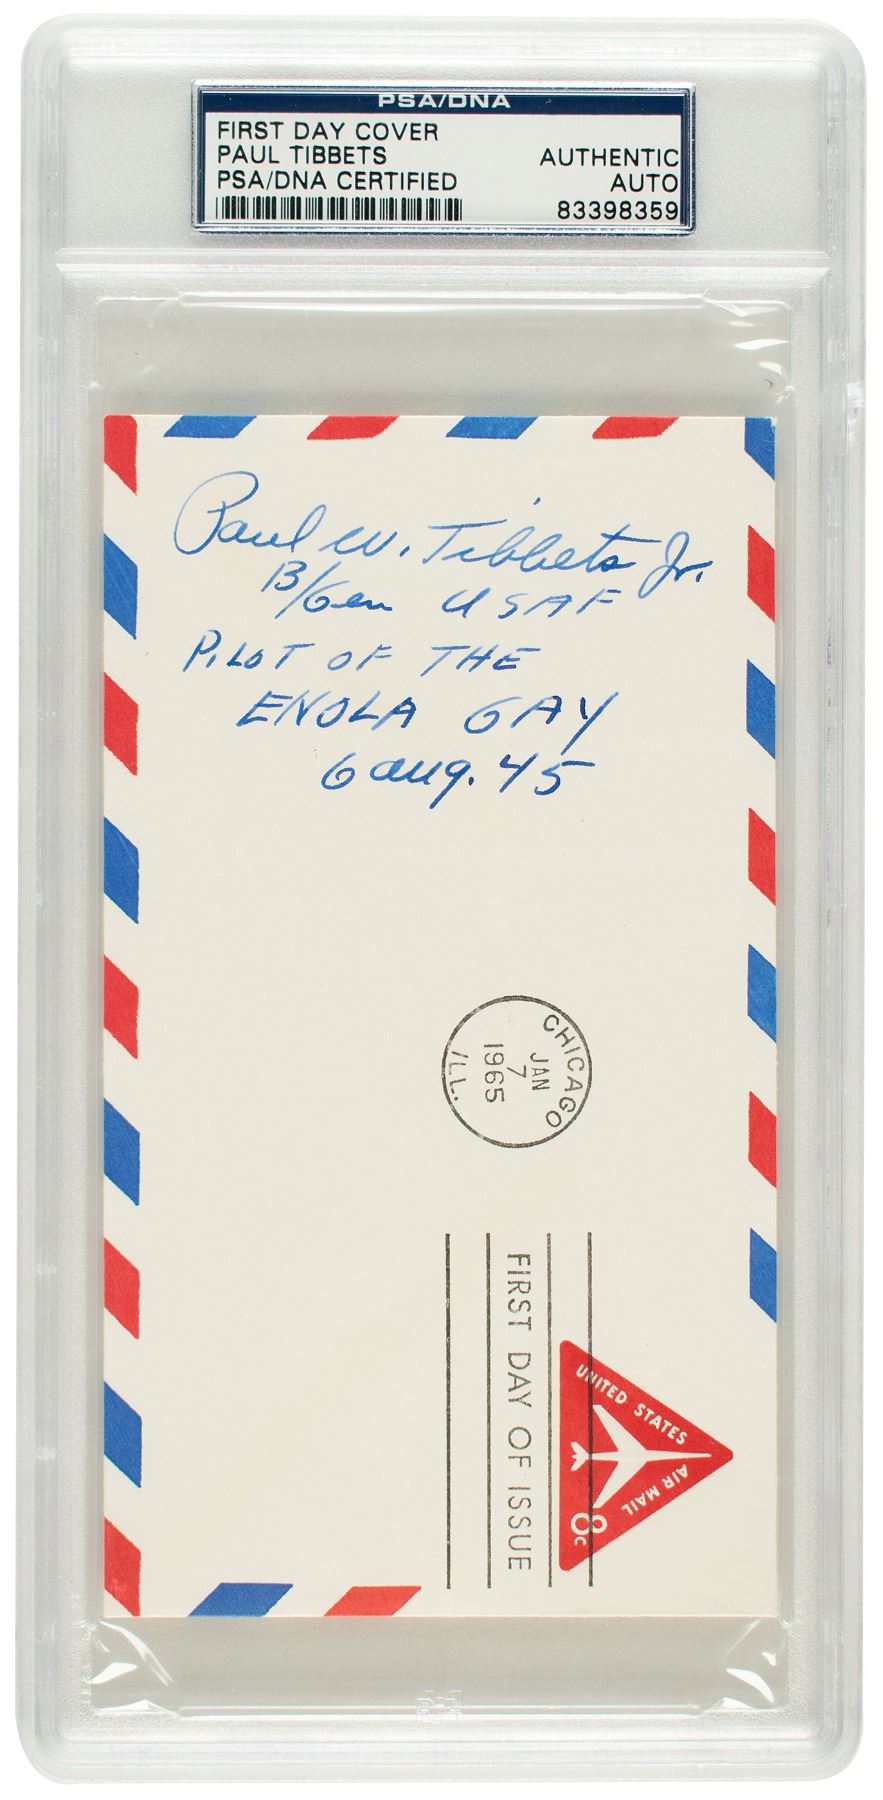 PSA/DNA
FIRST DAY COVER
PAUL TIBBETS
PSA/DNA CERTIFIED
AUTHENTIC
AUTO
83398359
Paul W. Tibbets Jr.
B/Gen USAF
PILOT OF THE
ENOLA GAY
6 aug. 45
CHICAGO
JAN
7
1965
ILL.
FIRST DAY OF ISSUE
UNITED STATES
AIR MAIL
8c